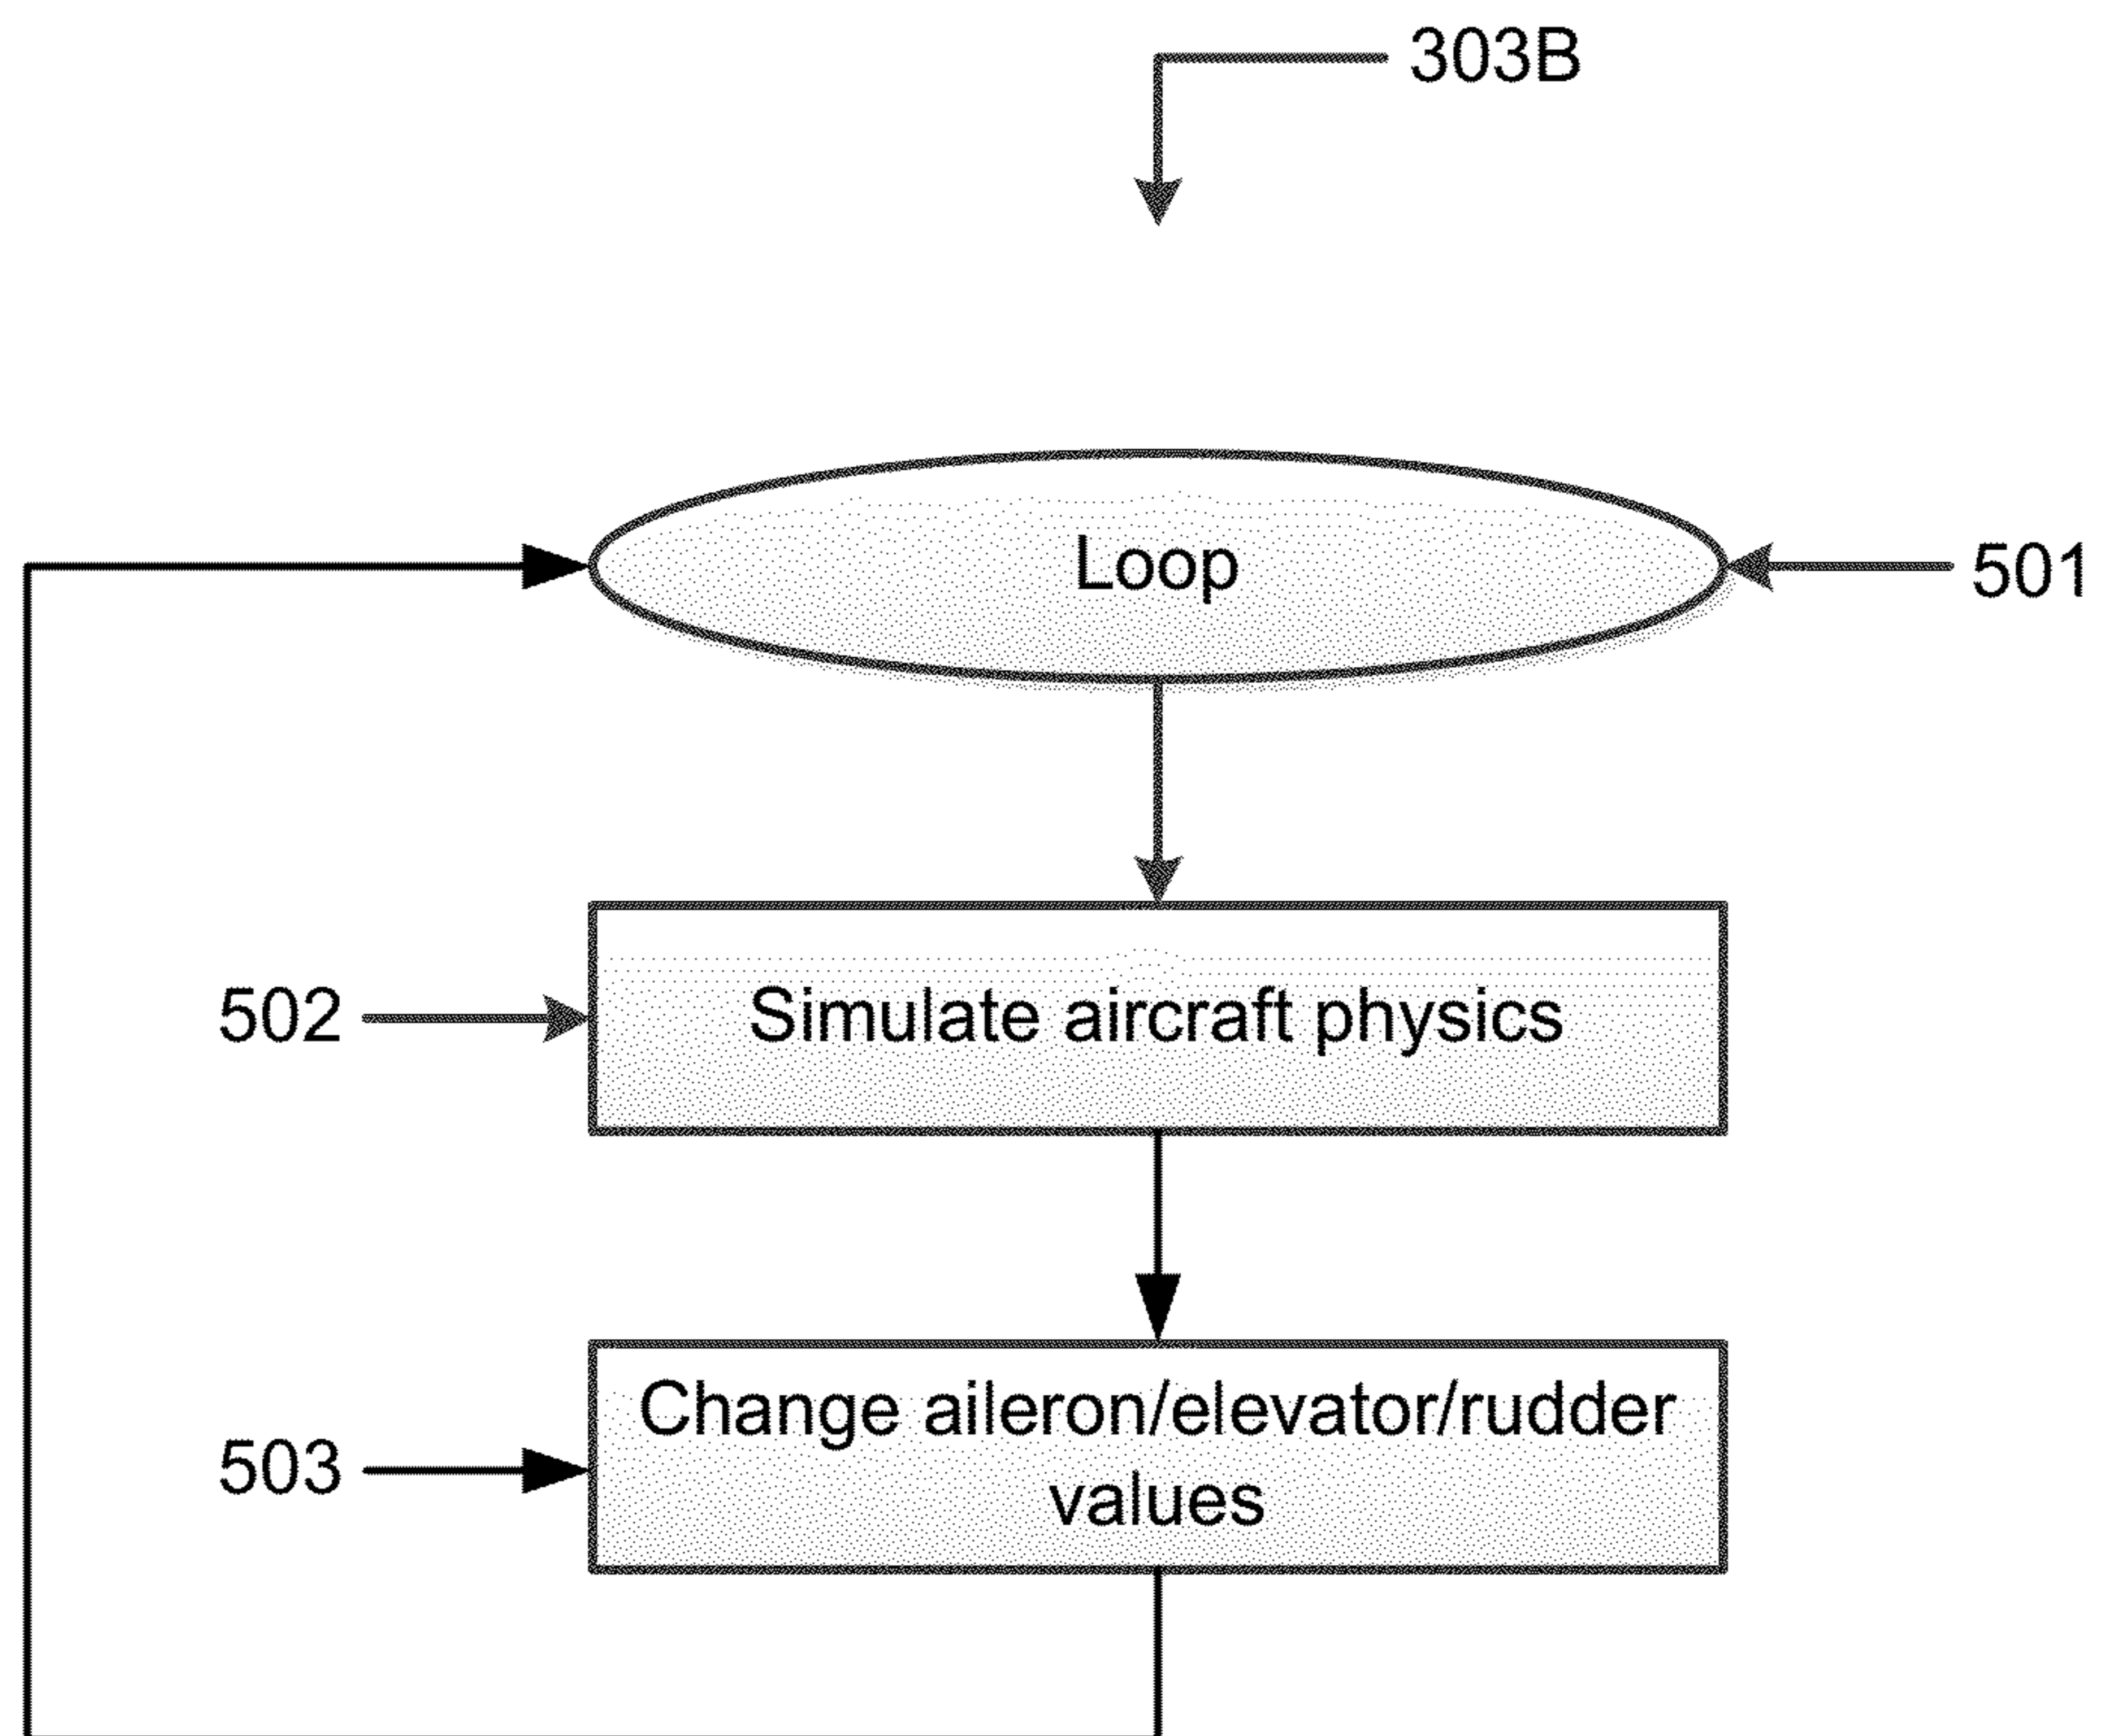 303B
Loop
501
502
Simulate aircraft physics
503
Change aileron/elevator/rudder
values